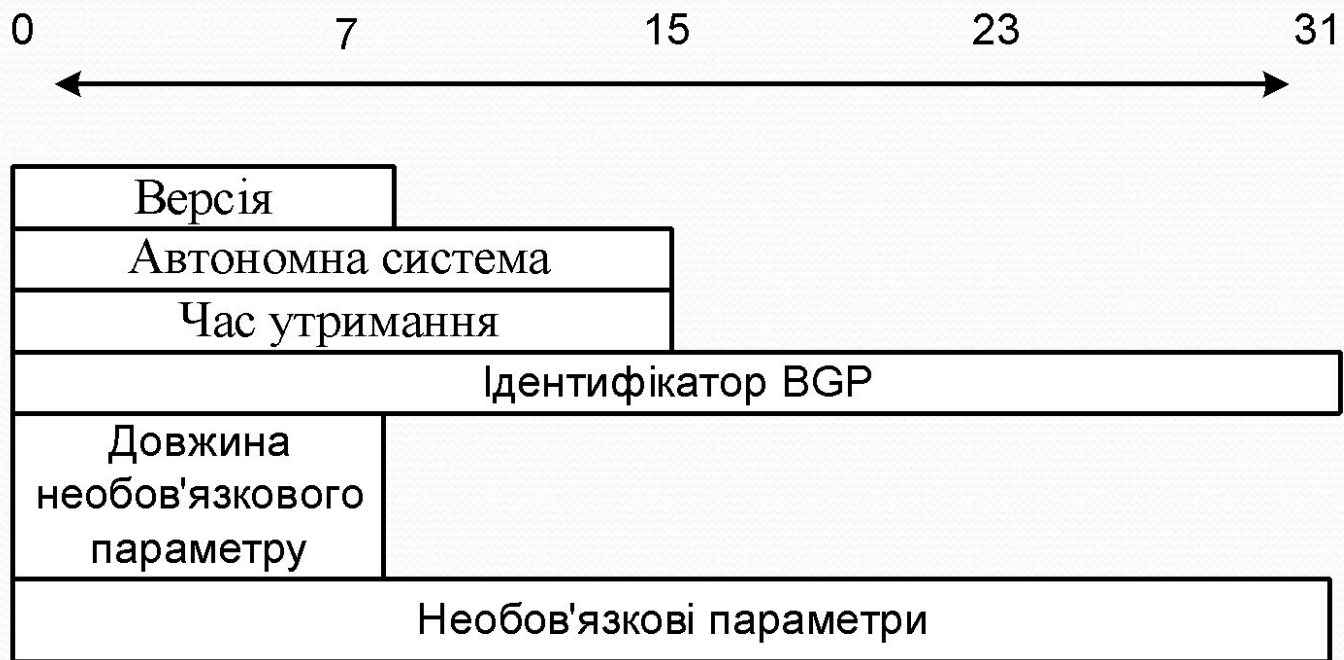 0 7 15 23 31
Версія
Автономна система
Час утримання
Ідентифікатор BGP
Довжина
необов'язкового
параметру
Необов'язкові параметри